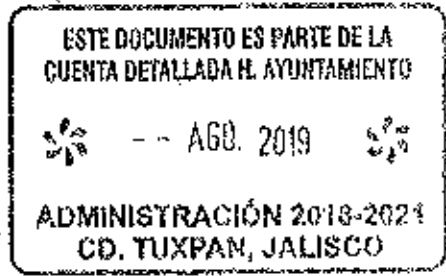 ESTE DOCUMENTO ES PARTE DE LA
CUENTA DETALLADA H. AYUNTAMIENTO
-- AGO. 2019
ADMINISTRACIÓN 2018-2021
CD. TUXPAN, JALISCO